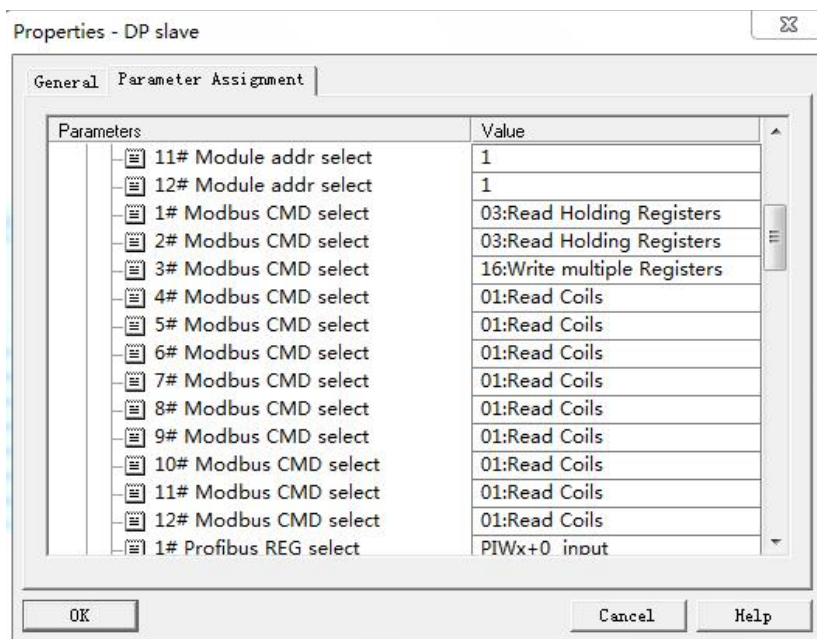 Properties - DP slave
General Parameter Assignment
Parameters Value
11# Module addr select 1
12# Module addr select 1
1# Modbus CMD select 03:Read Holding Registers
2# Modbus CMD select 03:Read Holding Registers
3# Modbus CMD select 16:Write multiple Registers
4# Modbus CMD select 01:Read Coils
5# Modbus CMD select 01:Read Coils
6# Modbus CMD select 01:Read Coils
7# Modbus CMD select 01:Read Coils
8# Modbus CMD select 01:Read Coils
9# Modbus CMD select 01:Read Coils
10# Modbus CMD select 01:Read Coils
11# Modbus CMD select 01:Read Coils
12# Modbus CMD select 01:Read Coils
1# Profibus REG select PIWx+0 input
OK Cancel Help